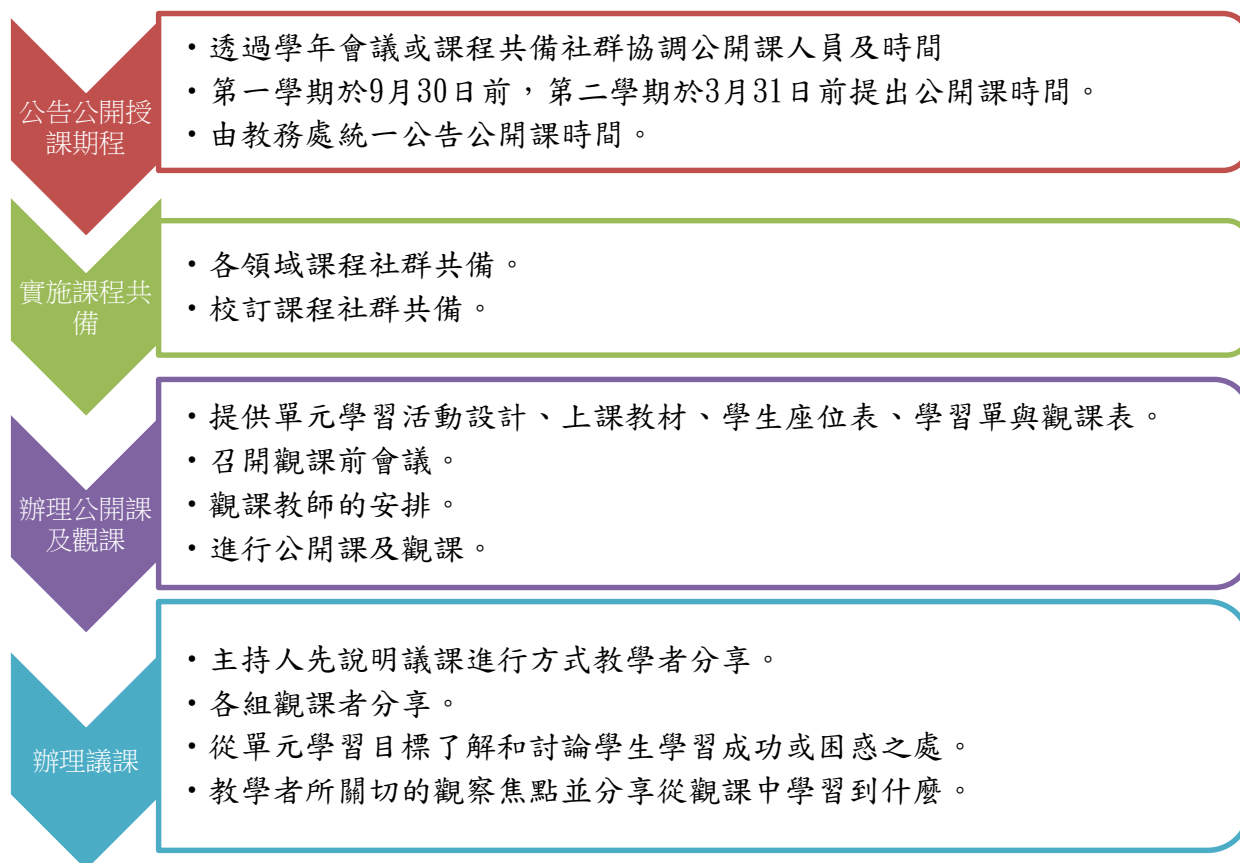 公告公開授
課期程
・透過學年會議或課程共備社群協調公開課人員及時間
・第一學期於9月30日前，第二學期於3月31日前提出公開課時間。
・由教務處統一公告公開課時間。
實施課程共
備
・各領域課程社群共備。
・校訂課程社群共備。
辦理公開課
及觀課
・提供單元學習活動設計、上課教材、學生座位表、學習單與觀課表。
・召開觀課前會議。
・觀課教師的安排。
・進行公開課及觀課。
辦理議課
・主持人先說明議課進行方式教學者分享。
・各組觀課者分享。
・從單元學習目標了解和討論學生學習成功或困惑之處。
・教學者所關切的觀察焦點並分享從觀課中學習到什麼。